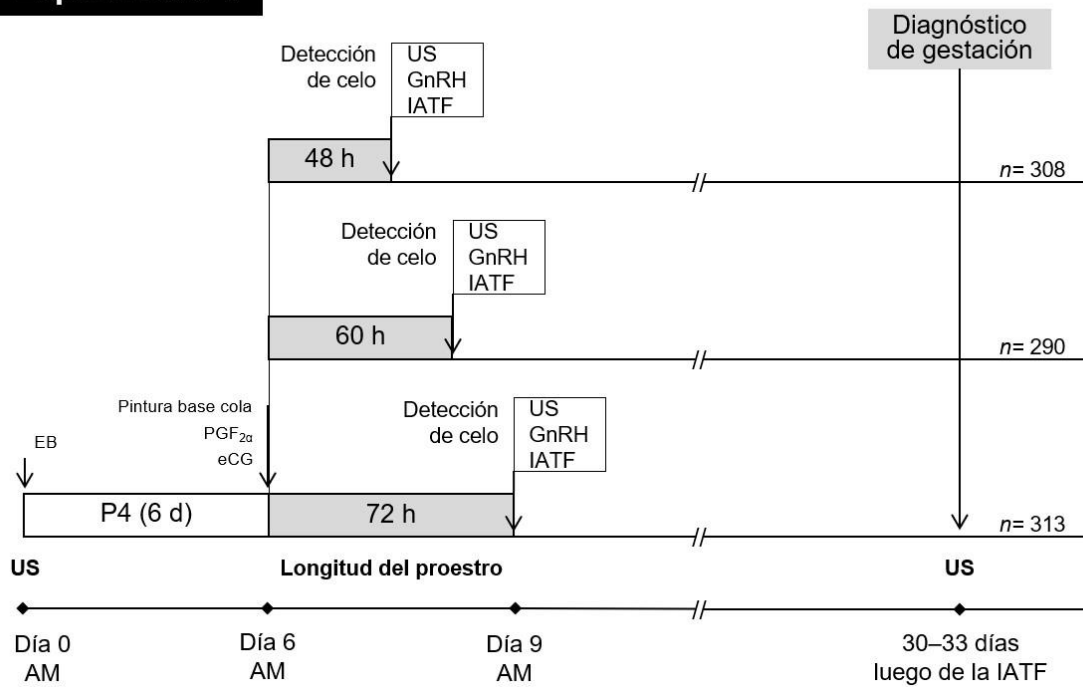 Diagnóstico
de gestación
Detección
de celo
US
GnRH
IATF
48 h
n= 308
Detección
de celo
US
GnRH
IATF
60 h
n= 290
Pintura base cola
PGF2α
eCG
Detección
de celo
US
GnRH
IATF
EB
P4 (6 d)
72 h
n= 313
US
Longitud del proestro
US
Día 0
AM
Día 6
AM
Día 9
AM
30–33 días
luego de la IATF